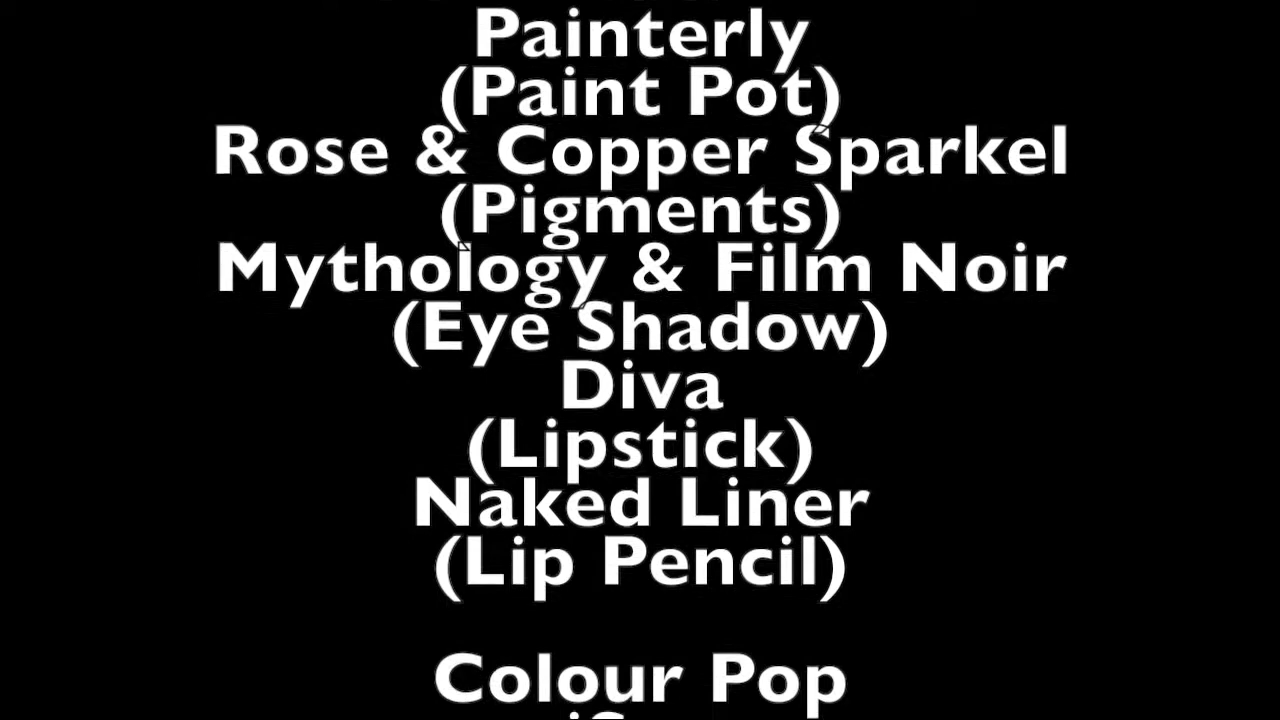 Painterly
(Paint Pot)
Rose & Copper Sparkel
(Pigments)
Mythology & Film Noir
(Eye Shadow)
Diva
(Lipstick)
Naked Liner
(Lip Pencil)
Colour Pop